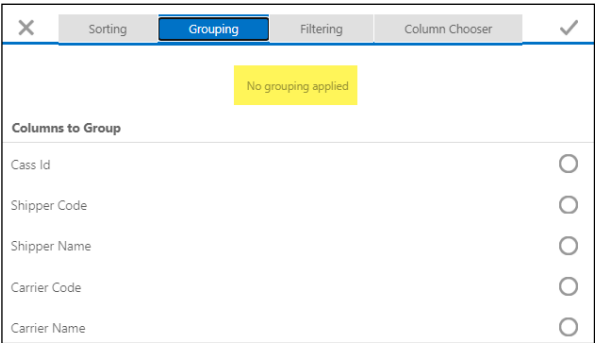 Sorting Grouping Filtering Column Chooser
No grouping applied
Columns to Group
Cass Id
Shipper Code
Shipper Name
Carrier Code
Carrier Name